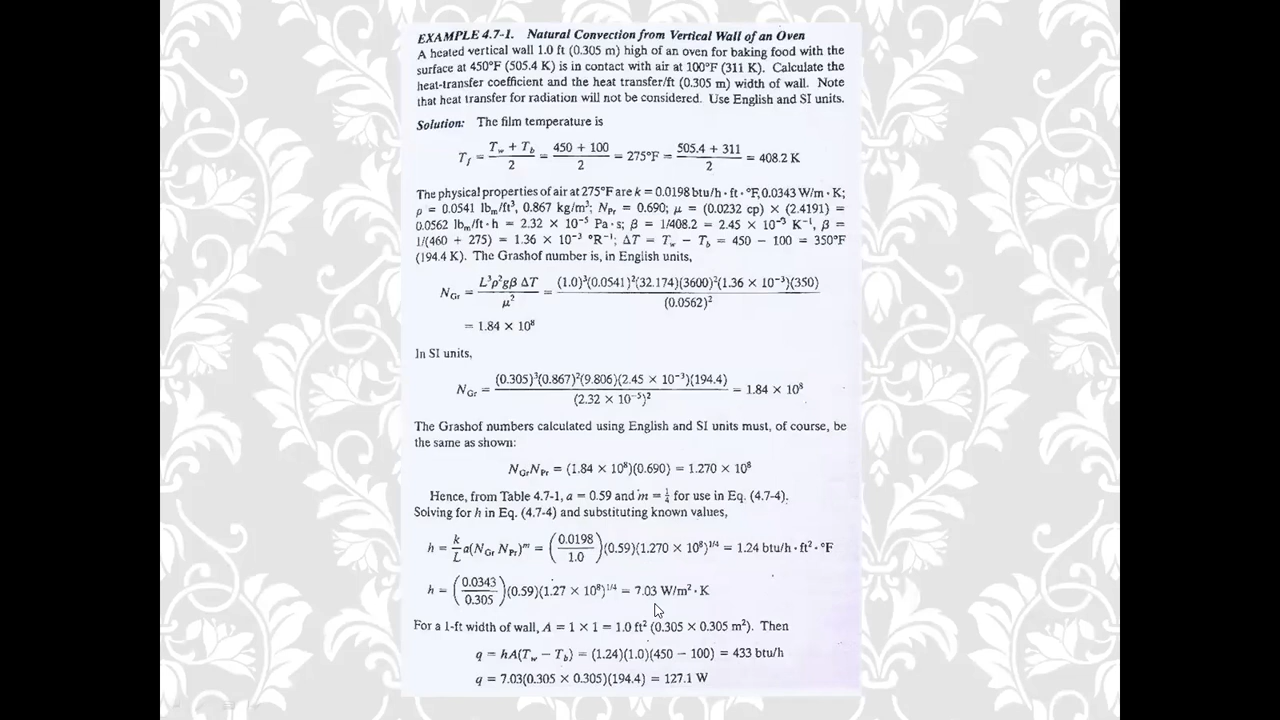 EXAMPLE 4.7-1. Natural Convection from Vertical Wall of an Oven
A heated vertical wall 1.0 ft (0.305 m) high of an oven for baking food with the
surface at 450°F (505.4 K) is in contact with air at 100°F (311 K). Calculate the
heat-transfer coefficient and the heat transfer/ft (0.305 m) width of wall. Note
that heat transfer for radiation will not be considered. Use English and SI units.
Solution: The film temperature is
T_f = (T_w + T_b)/2 = (450 + 100)/2 = 275°F = (505.4 + 311)/2 = 408.2 K
The physical properties of air at 275°F are k = 0.0198 btu/h · ft · °F, 0.0343 W/m · K;
ρ = 0.0541 lb_m/ft³, 0.867 kg/m³; N_Pr = 0.690; μ = (0.0232 cp) × (2.4191) =
0.0562 lb_m/ft · h = 2.32 × 10⁻⁵ Pa · s; β = 1/408.2 = 2.45 × 10⁻³ K⁻¹, β =
1/(460 + 275) = 1.36 × 10⁻³ °R⁻¹; ΔT = T_w − T_b = 450 − 100 = 350°F
(194.4 K). The Grashof number is, in English units,
N_Gr = L³ρ²gβ ΔT/μ² = (1.0)³(0.0541)²(32.174)(3600)²(1.36 × 10⁻³)(350)/(0.0562)²
= 1.84 × 10⁸
In SI units,
N_Gr = (0.305)³(0.867)²(9.806)(2.45 × 10⁻³)(194.4)/(2.32 × 10⁻⁵)² = 1.84 × 10⁸
The Grashof numbers calculated using English and SI units must, of course, be
the same as shown:
N_Gr N_Pr = (1.84 × 10⁸)(0.690) = 1.270 × 10⁸
Hence, from Table 4.7-1, a = 0.59 and m = ¼ for use in Eq. (4.7-4).
Solving for h in Eq. (4.7-4) and substituting known values,
h = k/L a(N_Gr N_Pr)^m = (0.0198/1.0)(0.59)(1.270 × 10⁸)^1/4 = 1.24 btu/h · ft² · °F
h = (0.0343/0.305)(0.59)(1.27 × 10⁸)^1/4 = 7.03 W/m² · K
For a 1-ft width of wall, A = 1 × 1 = 1.0 ft² (0.305 × 0.305 m²). Then
q = hA(T_w − T_b) = (1.24)(1.0)(450 − 100) = 433 btu/h
q = 7.03(0.305 × 0.305)(194.4) = 127.1 W